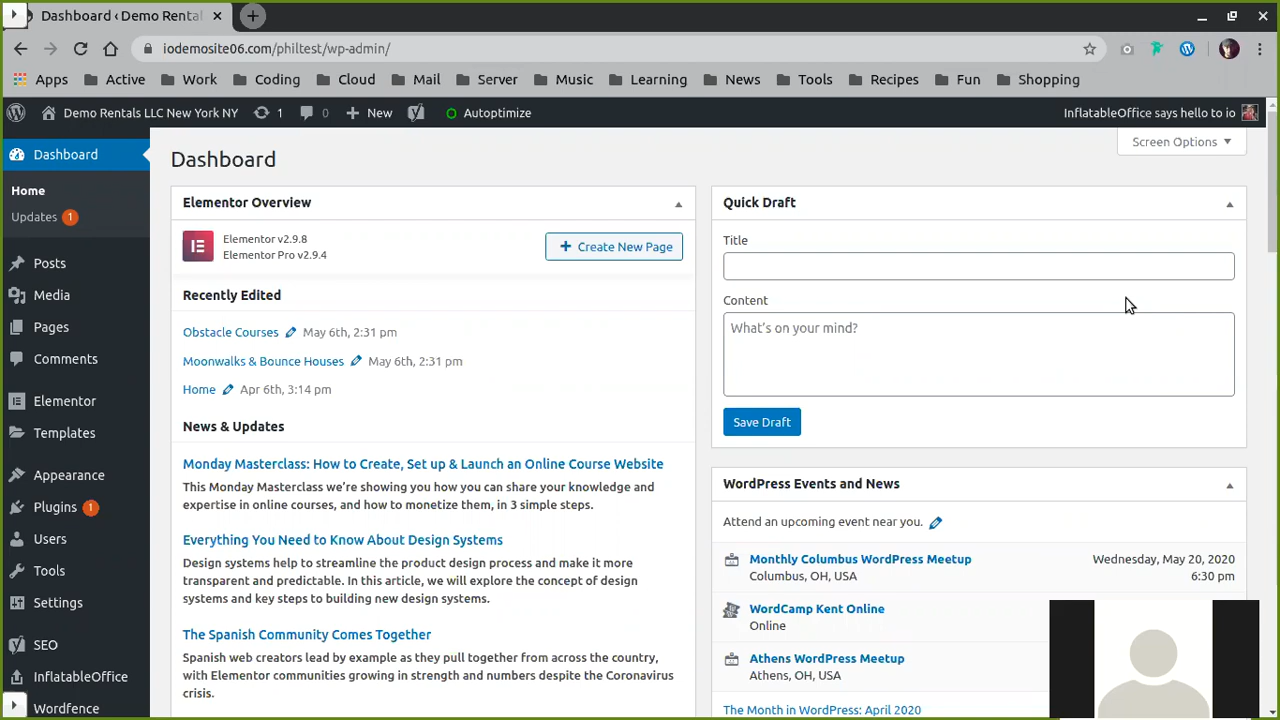 Dashboard ‹ Demo Rental
iodemosite06.com/philtest/wp-admin/
Apps Active Work Coding Cloud Mail Server Music Learning News Tools Recipes Fun Shopping
Demo Rentals LLC New York NY 1 0 New Autoptimize InflatableOffice says hello to io
Screen Options
Dashboard
Home
Updates 1
Posts
Media
Pages
Comments
Elementor
Templates
Appearance
Plugins 1
Users
Tools
Settings
SEO
InflatableOffice
Wordfence
Dashboard
Elementor Overview
Elementor v2.9.8
Elementor Pro v2.9.4
Create New Page
Recently Edited
Obstacle Courses May 6th, 2:31 pm
Moonwalks & Bounce Houses May 6th, 2:31 pm
Home Apr 6th, 3:14 pm
News & Updates
Monday Masterclass: How to Create, Set up & Launch an Online Course Website
This Monday Masterclass we're showing you how you can share your knowledge and
expertise in online courses, and how to monetize them, in 3 simple steps.
Everything You Need to Know About Design Systems
Design systems help to streamline the product design process and make it more
transparent and predictable. In this article, we will explore the concept of design
systems and key steps to building new design systems.
The Spanish Community Comes Together
Spanish web creators lead by example as they pull together from across the country,
with Elementor communities growing in strength and numbers despite the Coronavirus
crisis.
Quick Draft
Title
Content
What's on your mind?
Save Draft
WordPress Events and News
Attend an upcoming event near you.
Monthly Columbus WordPress Meetup Wednesday, May 20, 2020
Columbus, OH, USA 6:30 pm
WordCamp Kent Online
Online
Athens WordPress Meetup
Athens, OH, USA
The Month in WordPress: April 2020